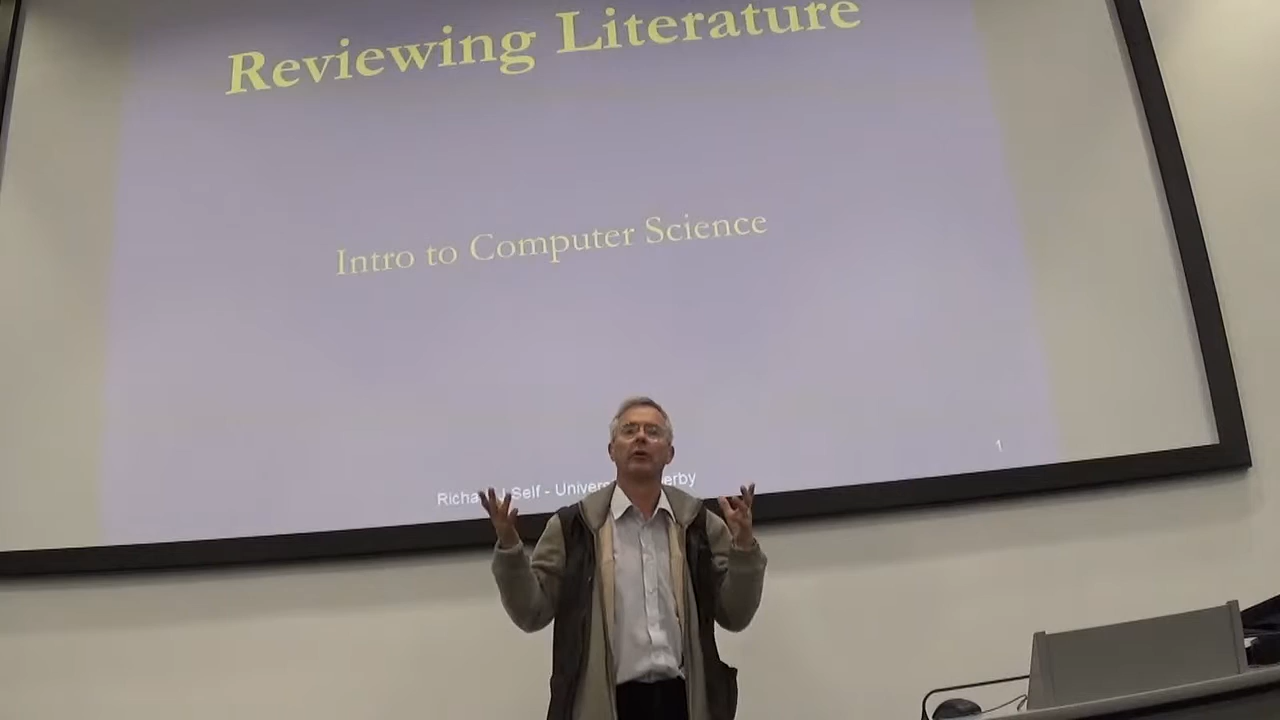 Reviewing Literature
Intro to Computer Science
1
Self -